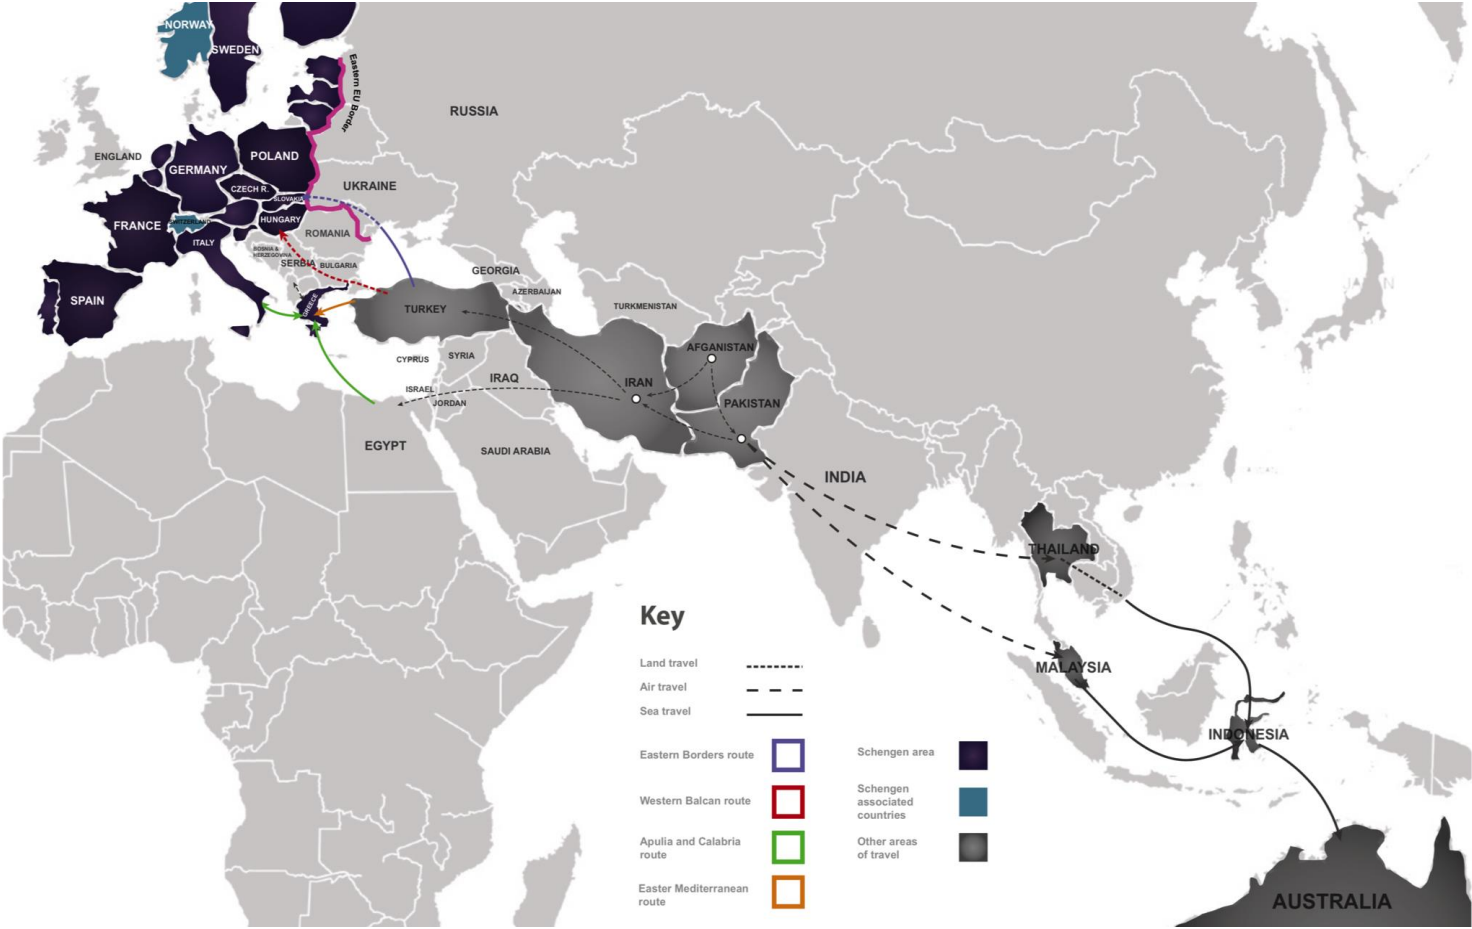 NORWAY
SWEDEN
Eastern EU Border
RUSSIA
ENGLAND
GERMANY
POLAND
CZECH R.
SLOVAKIA
UKRAINE
FRANCE
SWITZERLAND
HUNGARY
ROMANIA
ITALY
BOSNIA &
HERZEGOVINA
SERBIA
BULGARIA
GEORGIA
AZERBAIJAN
TURKMENISTAN
JAPAN
SPAIN
GREECE
TURKEY
CYPRUS
SYRIA
AFGANISTAN
IRAQ
IRAN
ISRAEL
JORDAN
PAKISTAN
EGYPT
SAUDI ARABIA
INDIA
THAILAND
MALAYSIA
INDONESIA
AUSTRALIA
Key
Land travel
Air travel
Sea travel
Eastern Borders route
Western Balcan route
Apulia and Calabria
route
Easter Mediterranean
route
Schengen area
Schengen
associated
countries
Other areas
of travel